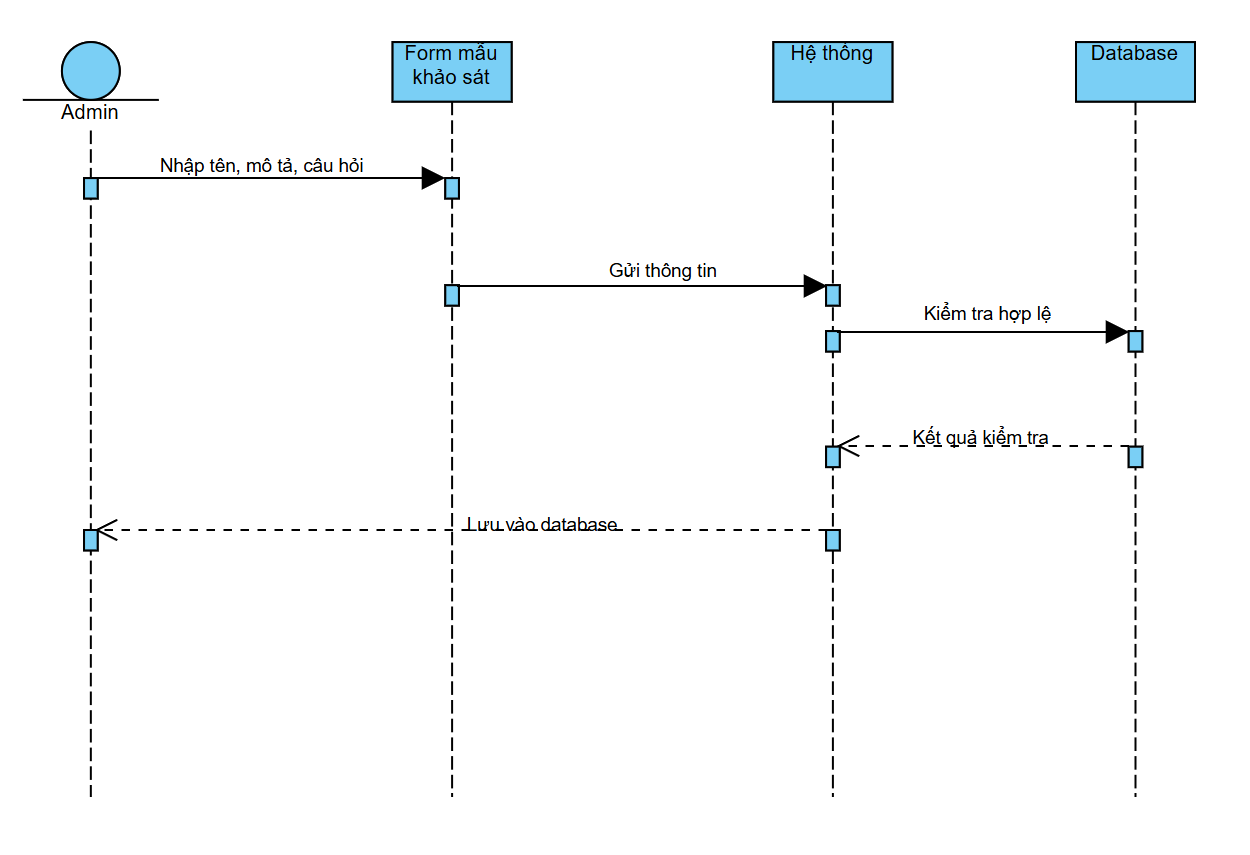 Form mẫu
khảo sát
Hệ thông
Database
Admin
Nhập tên, mô tả, câu hỏi
Gửi thông tin
Kiểm tra hợp lệ
Kết quả kiểm tra
Lưu vào database